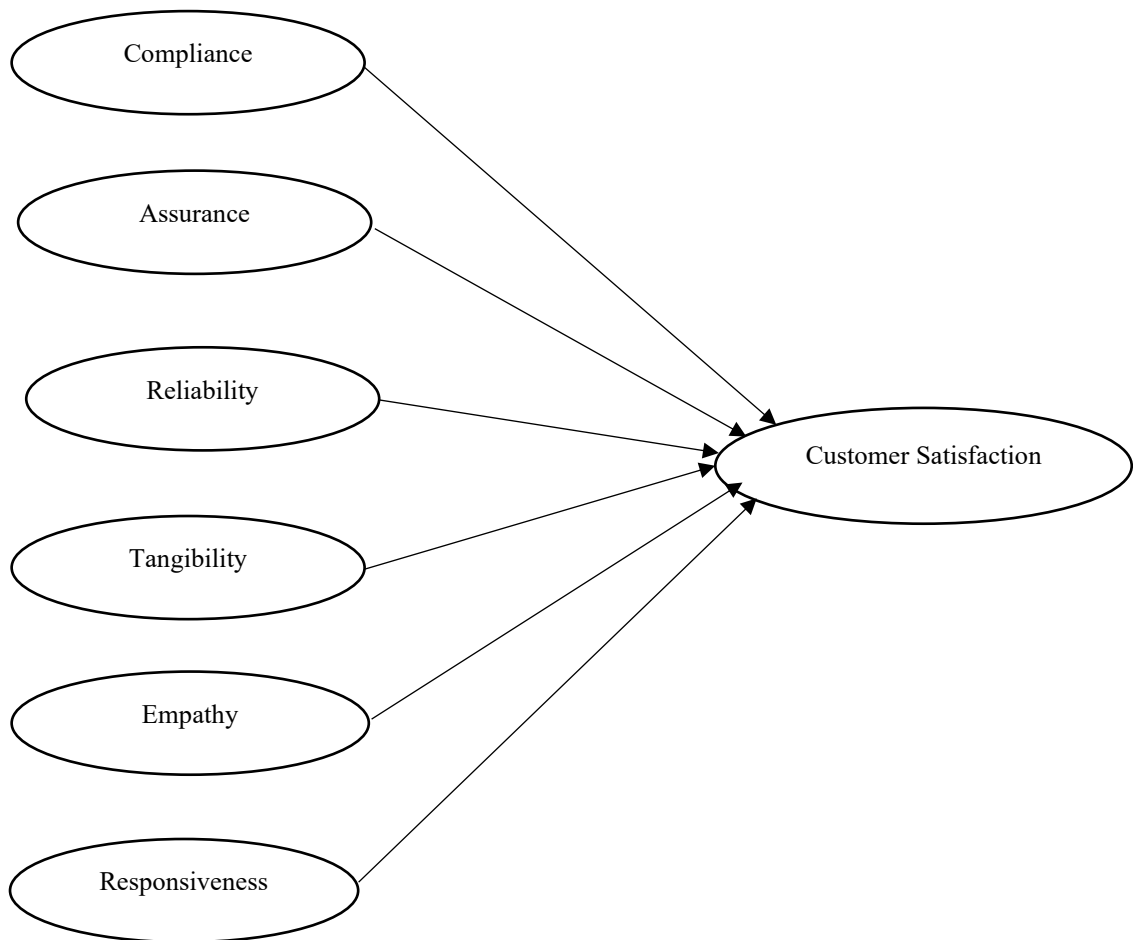 Compliance
Assurance
Reliability
Customer Satisfaction
Tangibility
Empathy
Responsiveness